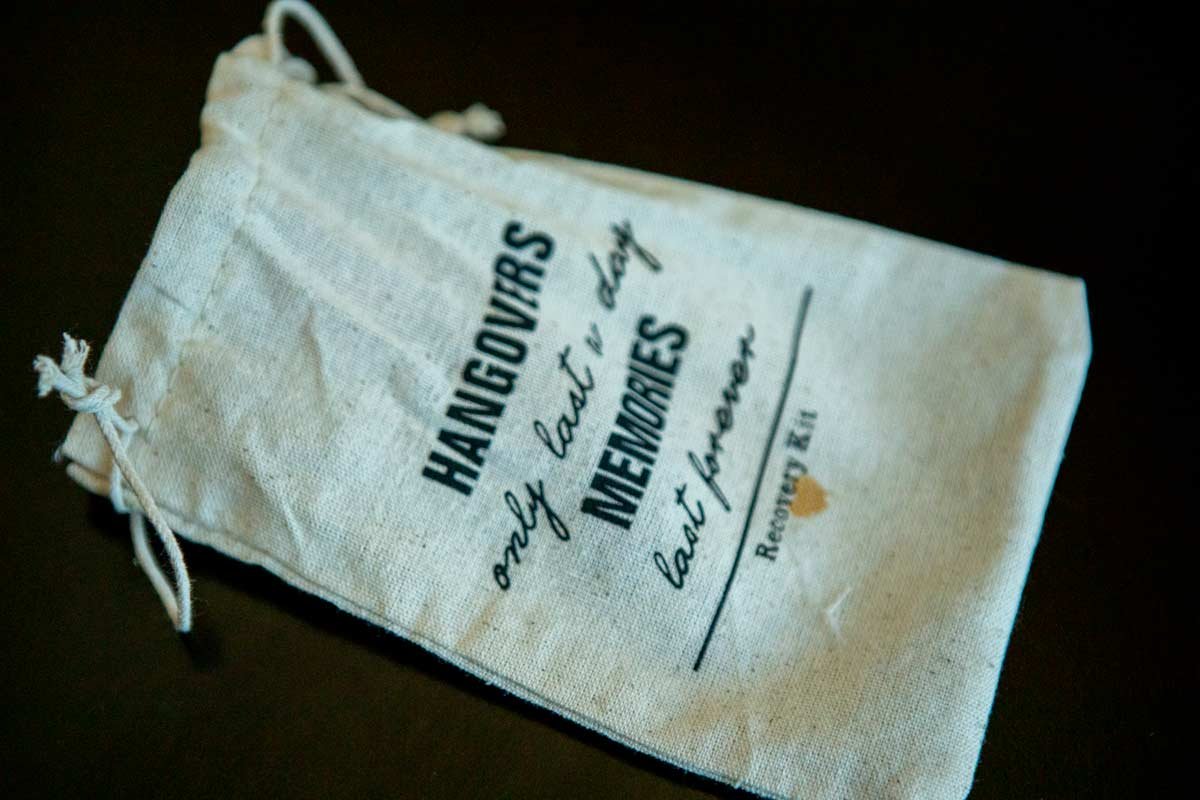 HANGOVERS
only last a day
MEMORIES
last forever
Recovery Kit